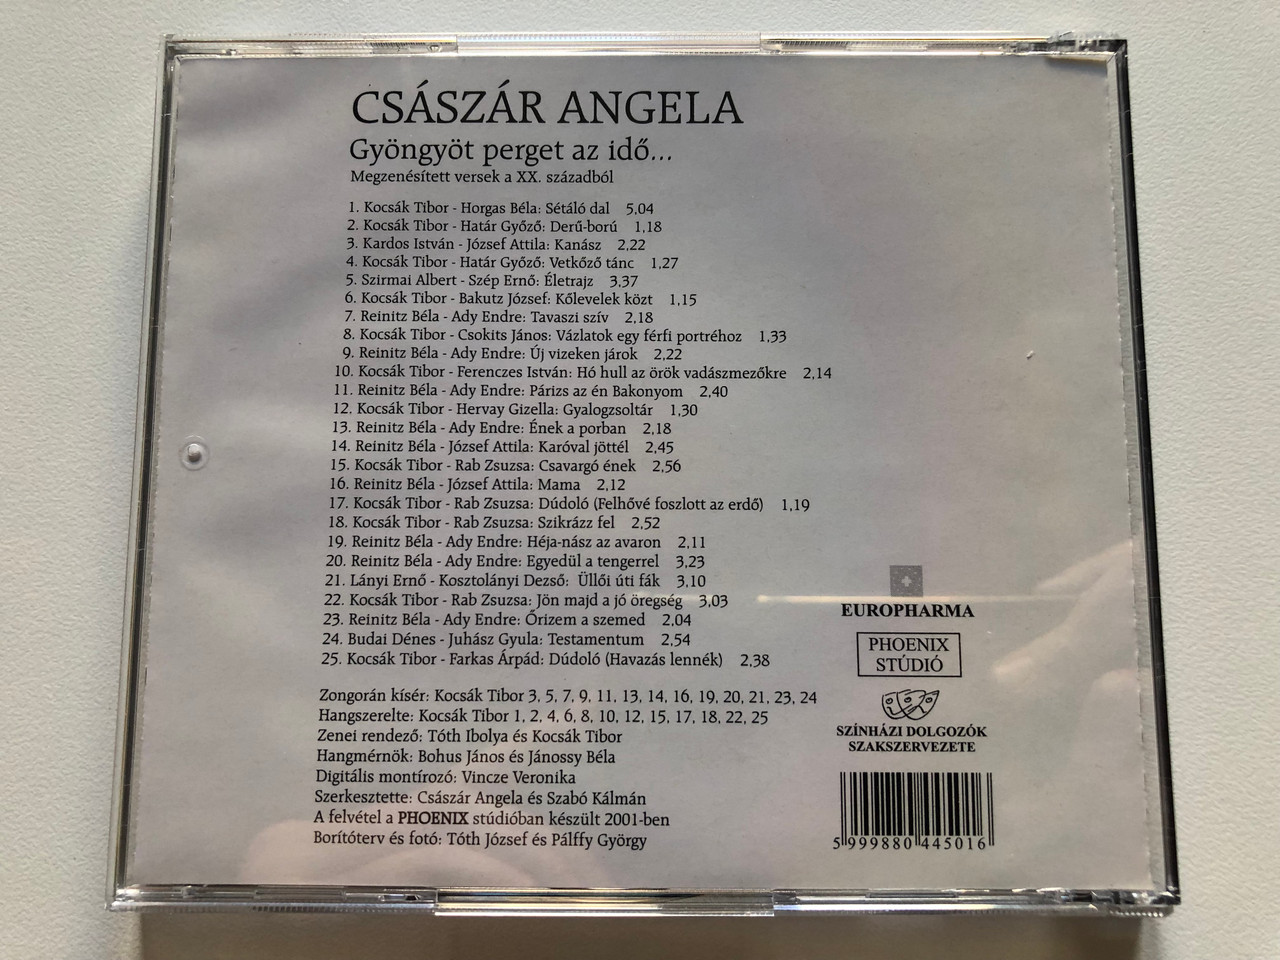 CSÁSZÁR ANGELA
Gyöngyöt perget az idő...
Megzenésített versek a XX. századból
1. Kocsák Tibor - Horgas Béla: Sétáló dal 5,04
2. Kocsák Tibor - Határ Győző: Derű-ború 1,18
3. Kardos István - József Attila: Kanász 2,22
4. Kocsák Tibor - Határ Győző: Vetkőző tánc 1,27
5. Szirmai Albert - Szép Ernő: Életrajz 3,37
6. Kocsák Tibor - Bakutz József: Kőlevelek közt 1,15
7. Reinitz Béla - Ady Endre: Tavaszi szív 2,18
8. Kocsák Tibor - Csokits János: Vázlatok egy férfi portréhoz 1,33
9. Reinitz Béla - Ady Endre: Új vizeken járok 2,22
10. Kocsák Tibor - Ferenczes István: Hó hull az örök vadászmezőkre 2,14
11. Reinitz Béla - Ady Endre: Párizs az én Bakonyom 2,40
12. Kocsák Tibor - Hervay Gizella: Gyalogzsoltár 1,30
13. Reinitz Béla - Ady Endre: Ének a porban 2,18
14. Reinitz Béla - József Attila: Karóval jöttél 2,45
15. Kocsák Tibor - Rab Zsuzsa: Csavargó ének 2,56
16. Reinitz Béla - József Attila: Mama 2,12
17. Kocsák Tibor - Rab Zsuzsa: Dúdoló (Felhővé foszlott az erdő) 1,19
18. Kocsák Tibor - Rab Zsuzsa: Szikrázz fel 2,52
19. Reinitz Béla - Ady Endre: Héja-nász az avaron 2,11
20. Reinitz Béla - Ady Endre: Egyedül a tengerrel 3,23
21. Lányi Ernő - Kosztolányi Dezső: Üllői úti fák 3,10
22. Kocsák Tibor - Rab Zsuzsa: Jön majd a jó öregség 3,03
23. Reinitz Béla - Ady Endre: Őrizem a szemed 2,04
24. Budai Dénes - Juhász Gyula: Testamentum 2,54
25. Kocsák Tibor - Farkas Árpád: Dúdoló (Havazás lennék) 2,38
Zongorán kísér: Kocsák Tibor 3, 5, 7, 9, 11, 13, 14, 16, 19, 20, 21, 23, 24
Hangszerelte: Kocsák Tibor 1, 2, 4, 6, 8, 10, 12, 15, 17, 18, 22, 25
Zenei rendező: Tóth Ibolya és Kocsák Tibor
Hangmérnök: Bohus János és Jánossy Béla
Digitális montírozó: Vincze Veronika
Szerkesztette: Császár Angela és Szabó Kálmán
A felvétel a PHOENIX stúdióban készült 2001-ben
Borítóterv és fotó: Tóth József és Pálffy György
EUROPHARMA
PHOENIX
STÚDIÓ
SZÍNHÁZI DOLGOZÓK
SZAKSZERVEZETE
5 999880 445016